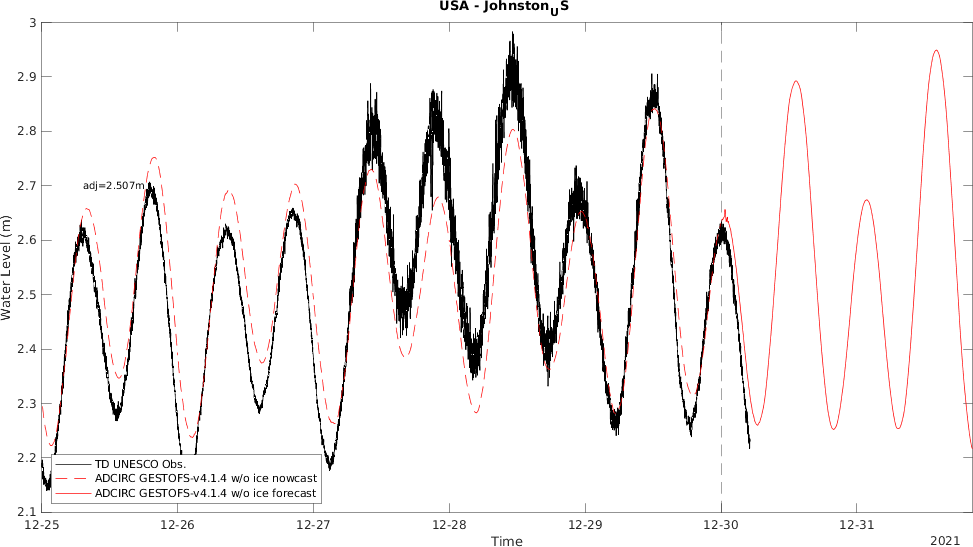 USA - Johnston_US
3
2.9
2.8
2.7
2.6
2.5
2.4
2.3
2.2
2.1
Water Level (m)
adj=2.507m
TD UNESCO Obs.
ADCIRC GESTOFS-v4.1.4 w/o ice nowcast
ADCIRC GESTOFS-v4.1.4 w/o ice forecast
12-25 12-26 12-27 12-28 12-29 12-30 12-31
Time
2021